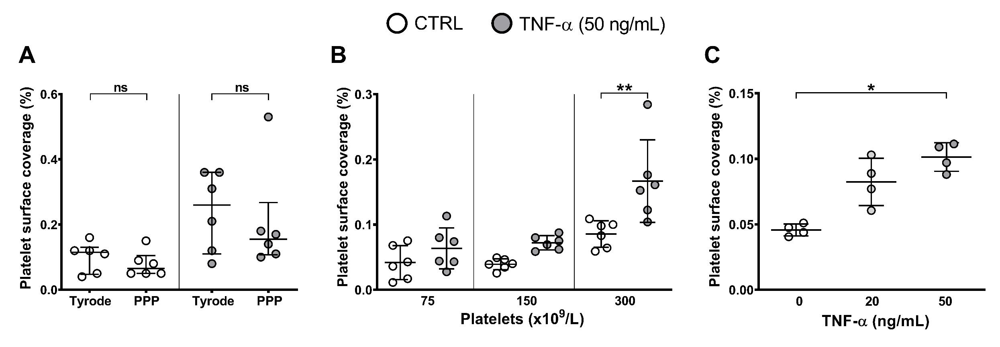 CTRL TNF-α (50 ng/mL)
A
Platelet surface coverage (%)
0.6
0.4
0.2
0.0
ns
ns
Tyrode PPP Tyrode PPP
B
Platelet surface coverage (%)
0.3
0.2
0.1
0.0
**
75 150 300
Platelets (x10⁹/L)
C
Platelet surface coverage (%)
0.15
0.10
0.05
0.00
*
0 20 50
TNF-α (ng/mL)